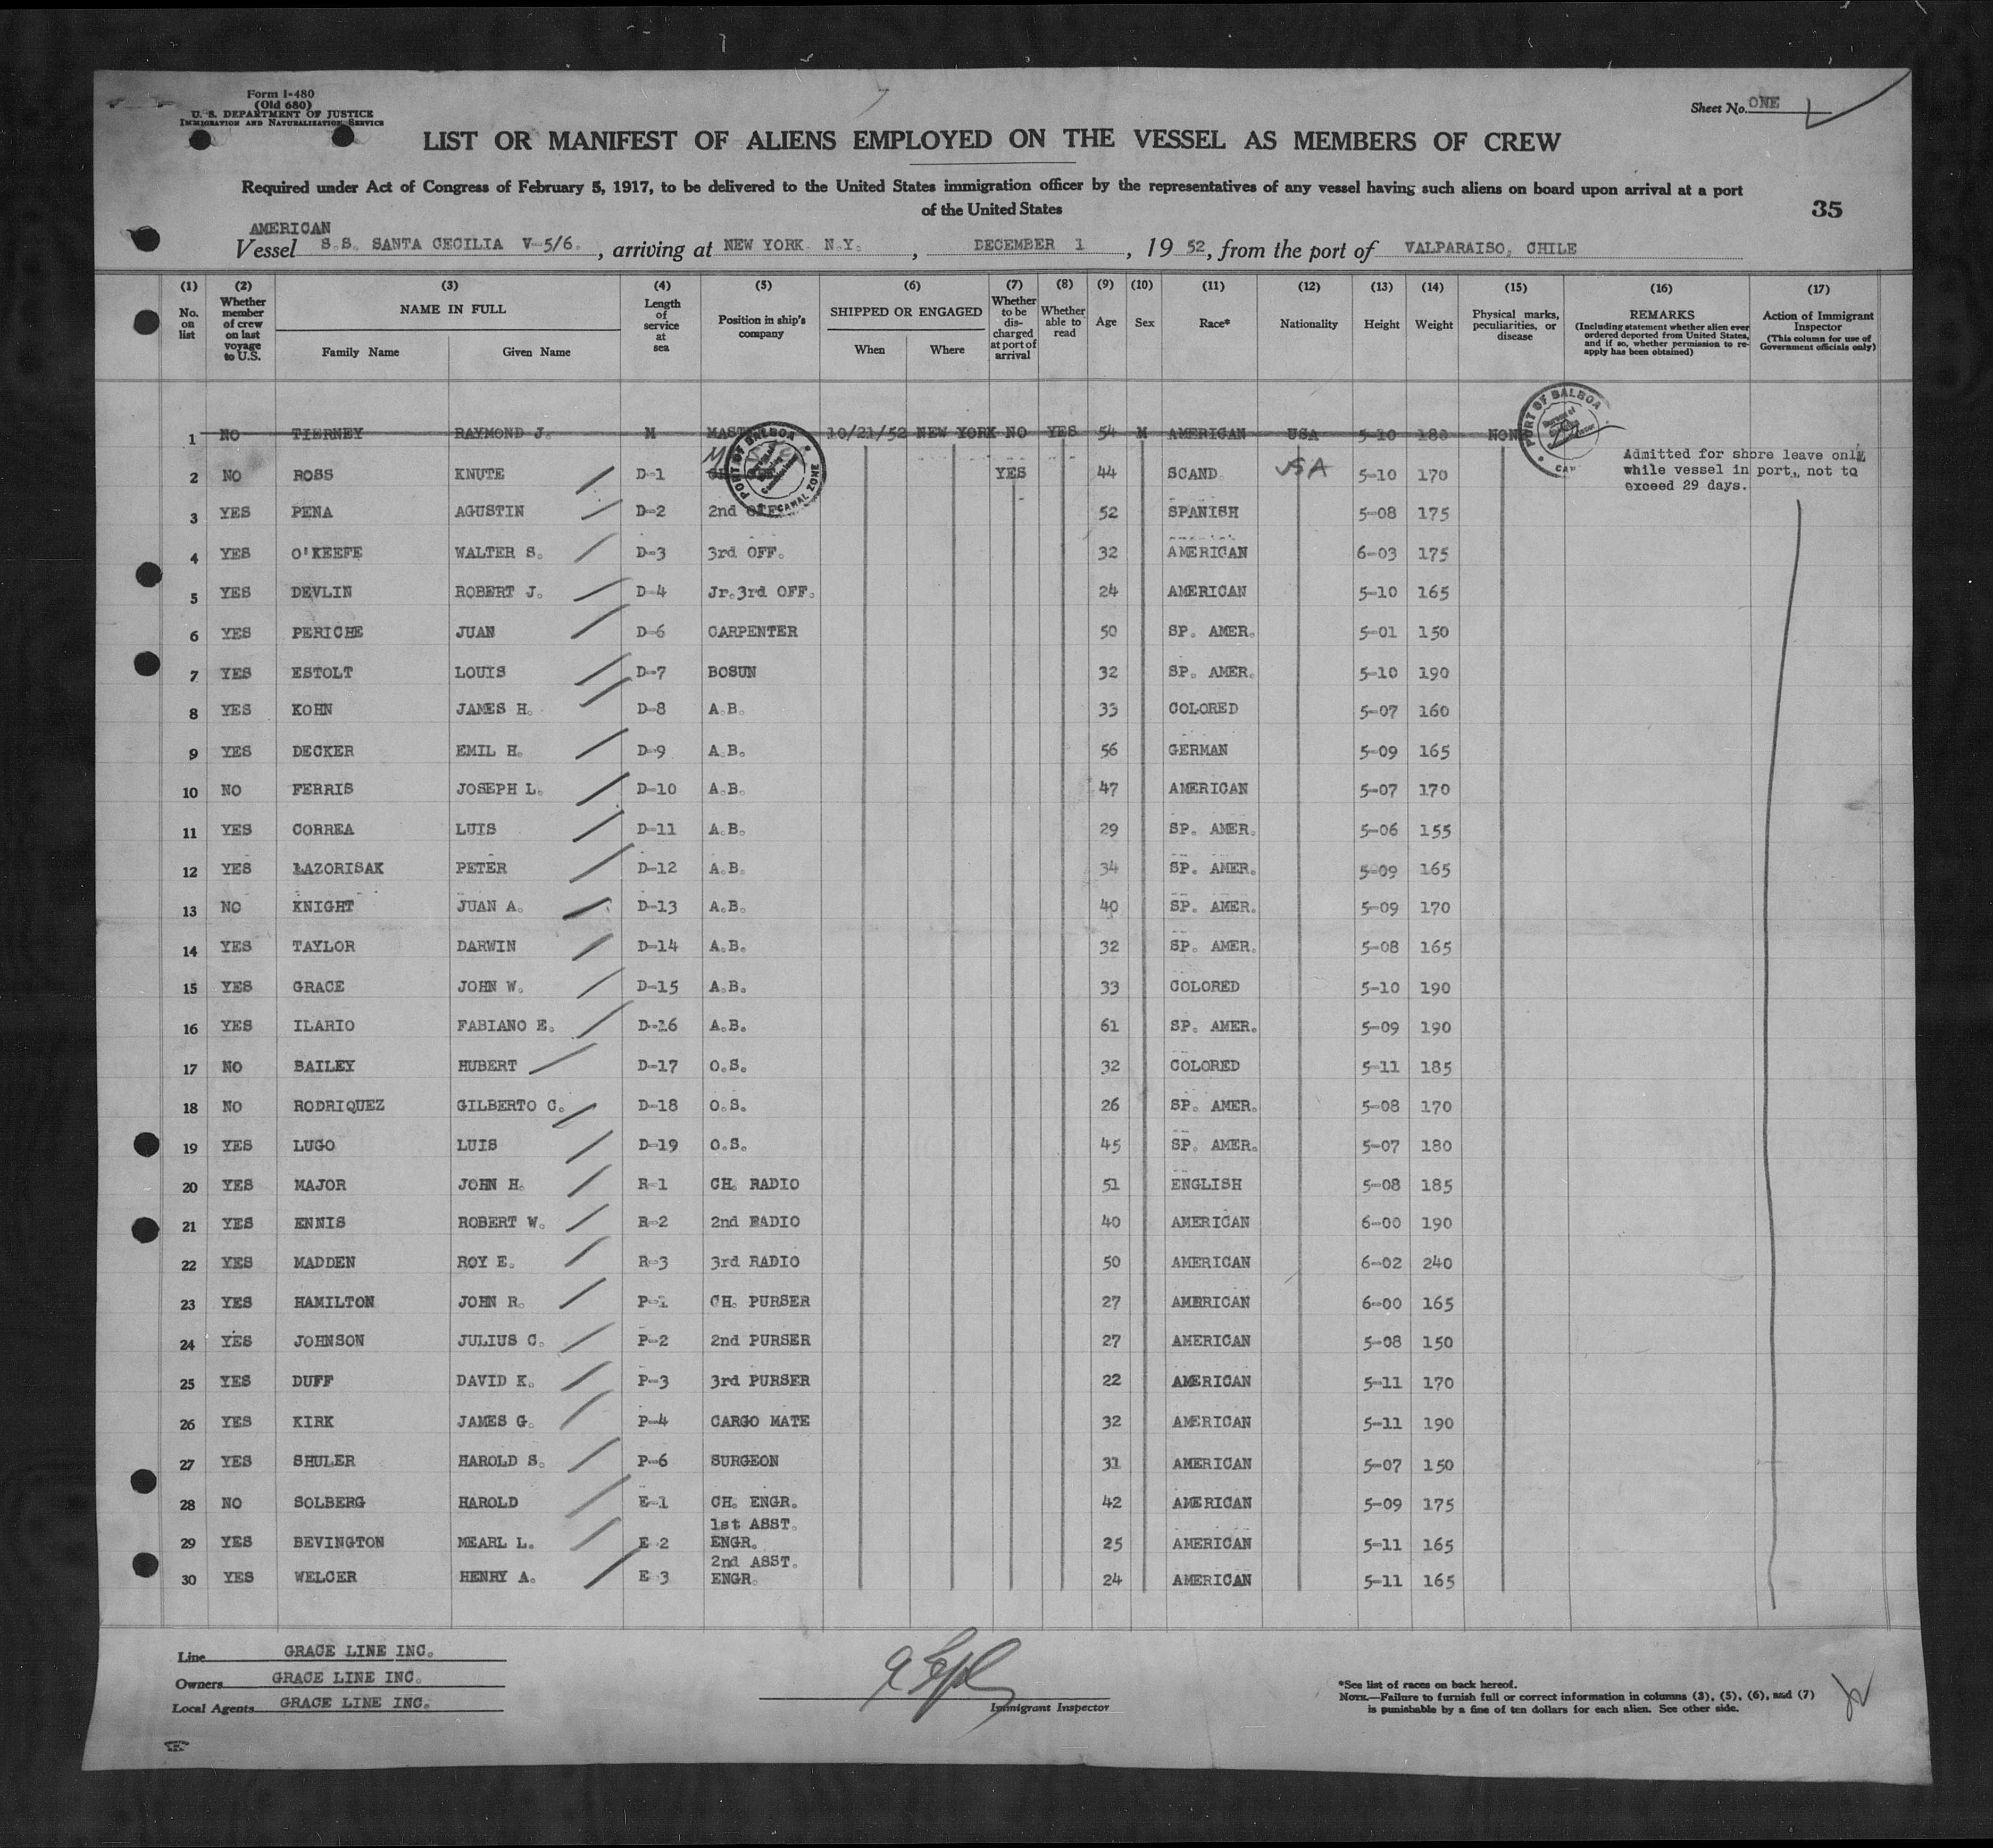 Form I-480
(Old 680)
U. S. DEPARTMENT OF JUSTICE
IMMIGRATION AND NATURALIZATION SERVICE
Sheet No. ONE
LIST OR MANIFEST OF ALIENS EMPLOYED ON THE VESSEL AS MEMBERS OF CREW
Required under Act of Congress of February 5, 1917, to be delivered to the United States immigration officer by the representatives of any vessel having such aliens on board upon arrival at a port
of the United States
35
AMERICAN
Vessel S.S. SANTA CECILIA V-5/6. , arriving at NEW YORK N.Y. , DECEMBER 1 , 19 52, from the port of VALPARAISO, CHILE
(1) (2) (3) (4) (5) (6) (7) (8) (9) (10) (11) (12) (13) (14) (15) (16) (17)
No. on list
Whether member of crew on last voyage to U.S.
NAME IN FULL
Family Name Given Name
Length of service at sea
Position in ship's company
SHIPPED OR ENGAGED
When Where
Whether to be discharged at port of arrival
Whether able to read
Age Sex Race* Nationality Height Weight
Physical marks, peculiarities, or disease
REMARKS
(Including statement whether alien ever ordered deported from United States, and if so, whether permission to reapply has been obtained)
Action of Immigrant Inspector
(This column for use of Government officials only)
1 NO TIERNEY RAYMOND J. M 10/21/52 NEW YORK NO YES 54 M AMERICAN USA 5-10 180 NONE
PORT OF BALBOA
PORT OF BALBOA CANAL ZONE
Admitted for shore leave only
while vessel in port, not to
exceed 29 days.
2 NO ROSS KNUTE D-1 YES 44 SCAND. USA 5-10 170
3 YES PENA AGUSTIN D-2 2nd OFF. 52 SPANISH 5-08 175
4 YES O'KEEFE WALTER S. D-3 3rd OFF. 32 AMERICAN 6-03 175
5 YES DEVLIN ROBERT J. D-4 Jr.3rd OFF. 24 AMERICAN 5-10 165
6 YES PERICHE JUAN D-6 CARPENTER 50 SP. AMER. 5-01 150
7 YES ESTOLT LOUIS D-7 BOSUN 32 SP. AMER. 5-10 190
8 YES KOHN JAMES H. D-8 A.B. 33 COLORED 5-07 160
9 YES DECKER EMIL H. D-9 A.B. 56 GERMAN 5-09 165
10 NO FERRIS JOSEPH L. D-10 A.B. 47 AMERICAN 5-07 170
11 YES CORREA LUIS D-11 A.B. 29 SP. AMER. 5-06 155
12 YES LAZORISAK PETER D-12 A.B. 34 SP. AMER. 5-09 165
13 NO KNIGHT JUAN A. D-13 A.B. 40 SP. AMER. 5-09 170
14 YES TAYLOR DARWIN D-14 A.B. 32 SP. AMER. 5-08 165
15 YES GRACE JOHN W. D-15 A.B. 33 COLORED 5-10 190
16 YES ILARIO FABIANO E. D-16 A.B. 61 SP. AMER. 5-09 190
17 NO BAILEY HUBERT D-17 O.S. 32 COLORED 5-11 185
18 NO RODRIQUEZ GILBERTO C. D-18 O.S. 26 SP. AMER. 5-08 170
19 YES LUGO LUIS D-19 O.S. 45 SP. AMER. 5-07 180
20 YES MAJOR JOHN H. R-1 CH. RADIO 51 ENGLISH 5-08 185
21 YES ENNIS ROBERT W. R-2 2nd RADIO 40 AMERICAN 6-00 190
22 YES MADDEN ROY E. R-3 3rd RADIO 50 AMERICAN 6-02 240
23 YES HAMILTON JOHN R. P-1 CH. PURSER 27 AMERICAN 6-00 165
24 YES JOHNSON JULIUS C. P-2 2nd PURSER 27 AMERICAN 5-08 150
25 YES DUFF DAVID K. P-3 3rd PURSER 22 AMERICAN 5-11 170
26 YES KIRK JAMES G. P-4 CARGO MATE 32 AMERICAN 5-11 190
27 YES SHULER HAROLD S. P-6 SURGEON 31 AMERICAN 5-07 150
28 NO SOLBERG HAROLD E-1 CH. ENGR. 42 AMERICAN 5-09 175
29 YES BEVINGTON MEARL L. E-2 1st ASST. ENGR. 25 AMERICAN 5-11 165
30 YES WELCER HENRY A. E-3 2nd ASST. ENGR. 24 AMERICAN 5-11 165
Line GRACE LINE INC.
Owners GRACE LINE INC.
Local Agents GRACE LINE INC.
Immigrant Inspector
*See list of races on back hereof.
NOTE.—Failure to furnish full or correct information in columns (3), (5), (6), and (7)
is punishable by a fine of ten dollars for each alien. See other side.